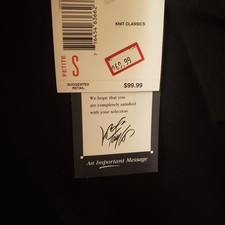 KNIT CLASSICS
PETITE
S
$69.99
SUGGESTED
RETAIL
$99.99
We hope that you
are completely satisfied
with your selection
An Important Message